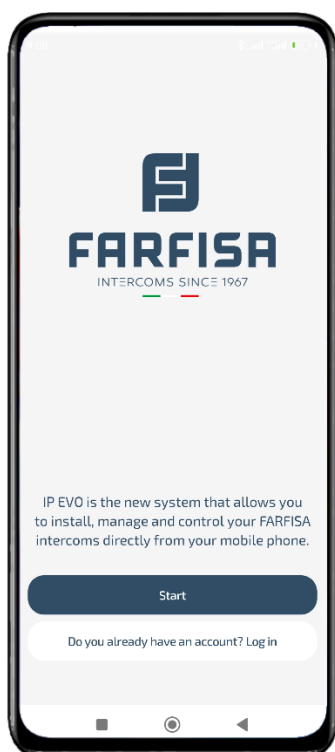 FARFISA
INTERCOMS SINCE 1967
IP EVO is the new system that allows you
to install, manage and control your FARFISA
intercoms directly from your mobile phone.
Start
Do you already have an account? Log in